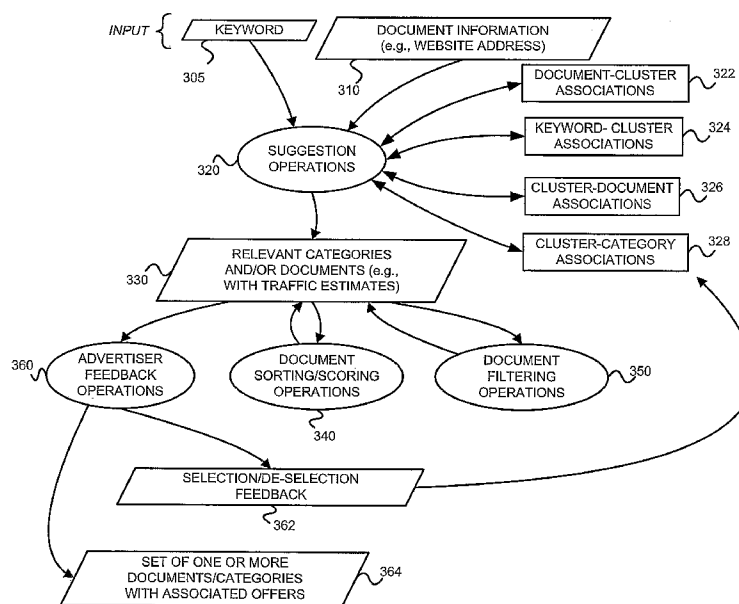 INPUT
KEYWORD
305
DOCUMENT INFORMATION
(e.g., WEBSITE ADDRESS)
310
DOCUMENT-CLUSTER
ASSOCIATIONS
322
KEYWORD- CLUSTER
ASSOCIATIONS
324
SUGGESTION
OPERATIONS
320
CLUSTER-DOCUMENT
ASSOCIATIONS
326
CLUSTER-CATEGORY
ASSOCIATIONS
328
RELEVANT CATEGORIES
AND/OR DOCUMENTS (e.g.,
WITH TRAFFIC ESTIMATES)
330
ADVERTISER
FEEDBACK
OPERATIONS
360
DOCUMENT
SORTING/SCORING
OPERATIONS
340
DOCUMENT
FILTERING
OPERATIONS
350
SELECTION/DE-SELECTION
FEEDBACK
362
SET OF ONE OR MORE
DOCUMENTS/CATEGORIES
WITH ASSOCIATED OFFERS
364